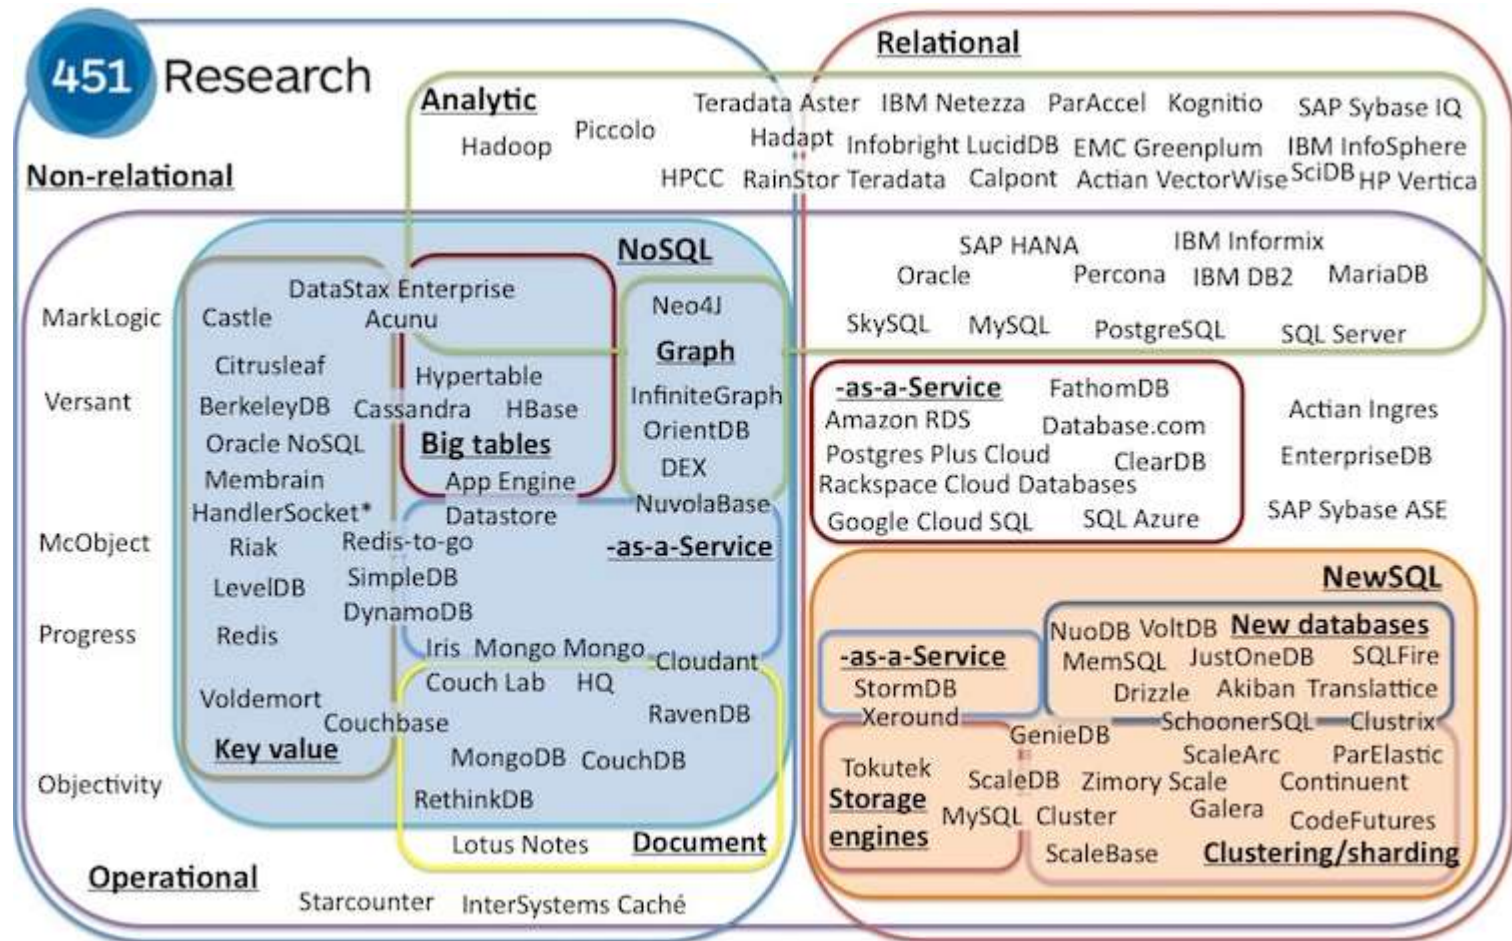 451 Research
Relational
Analytic
Teradata Aster IBM Netezza ParAccel Kognitio SAP Sybase IQ
Hadoop Piccolo Hadapt Infobright LucidDB EMC Greenplum IBM InfoSphere
Non-relational
HPCC RainStor Teradata Calpont Actian VectorWise SciDB HP Vertica
NoSQL
SAP HANA IBM Informix
Oracle Percona IBM DB2 MariaDB
SkySQL MySQL PostgreSQL SQL Server
MarkLogic
Versant
McObject
Progress
Objectivity
DataStax Enterprise
Castle Acunu
Citrusleaf
BerkeleyDB Cassandra
Oracle NoSQL
Membrain
HandlerSocket*
Riak Redis-to-go
LevelDB SimpleDB
DynamoDB
Redis
Voldemort
Couchbase
Key value
Hypertable
HBase
Big tables
App Engine
Datastore
Neo4J
Graph
InfiniteGraph
OrientDB
DEX
NuvolaBase
-as-a-Service
Iris Mongo Mongo Cloudant
Couch Lab HQ
RavenDB
MongoDB CouchDB
RethinkDB
Lotus Notes Document
Operational
Starcounter InterSystems Caché
-as-a-Service FathomDB
Amazon RDS Database.com
Postgres Plus Cloud ClearDB
Rackspace Cloud Databases
Google Cloud SQL SQL Azure
Actian Ingres
EnterpriseDB
SAP Sybase ASE
NewSQL
NuoDB VoltDB New databases
MemSQL JustOneDB SQLFire
Drizzle Akiban Translattice
SchoonerSQL Clustrix
-as-a-Service
StormDB
Xeround
GenieDB
ScaleArc ParElastic
Tokutek ScaleDB Zimory Scale Continuent
Storage
engines
MySQL Cluster Galera CodeFutures
ScaleBase Clustering/sharding